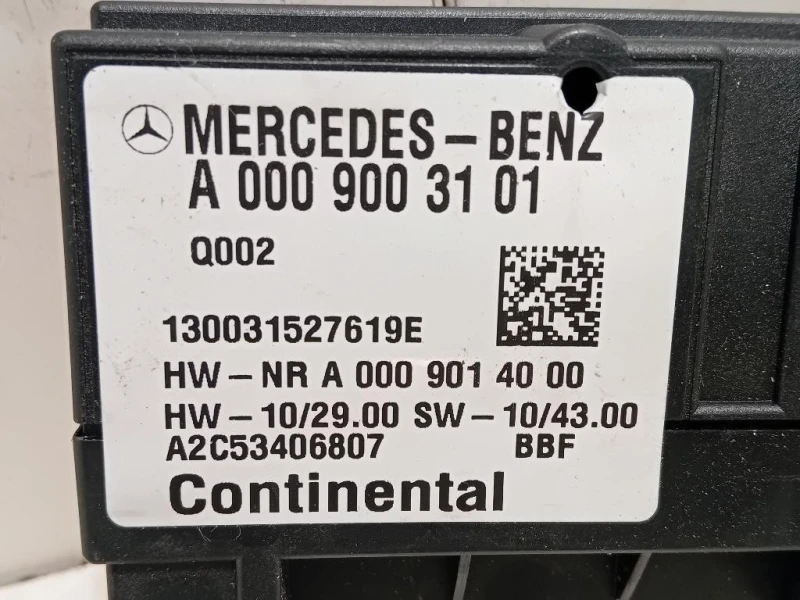 MERCEDES-BENZ
A 000 900 31 01
Q002
130031527619E
HW-NR A 000 901 40 00
HW-10/29.00 SW-10/43.00
A2C53406807 BBF
Continental